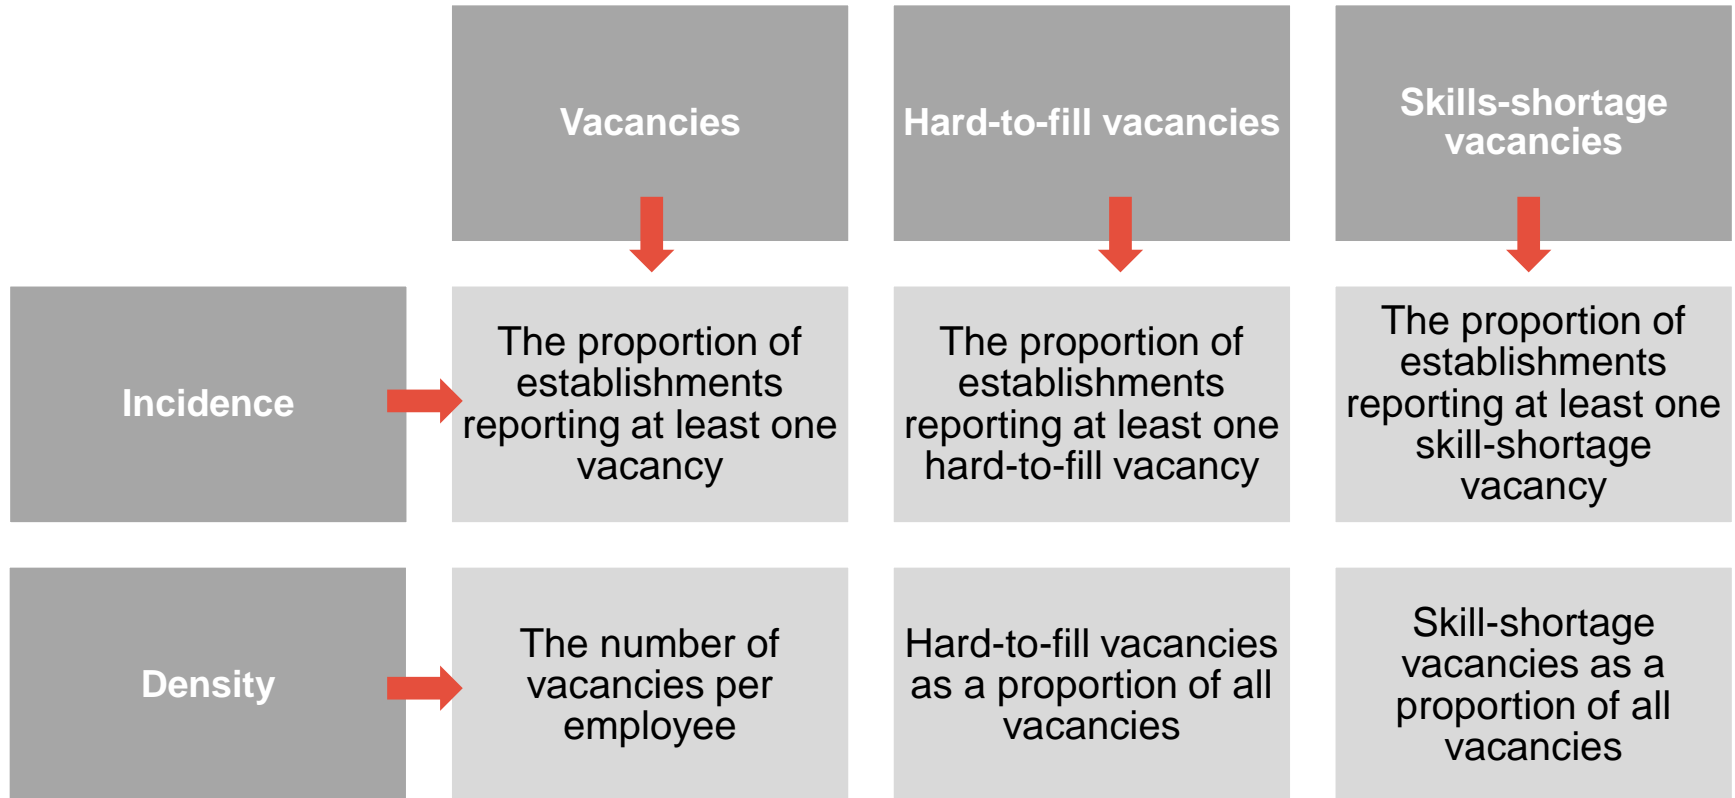 Vacancies
Hard-to-fill vacancies
Skills-shortage
vacancies
Incidence
The proportion of
establishments
reporting at least one
vacancy
The proportion of
establishments
reporting at least one
hard-to-fill vacancy
The proportion of
establishments
reporting at least one
skill-shortage
vacancy
Density
The number of
vacancies per
employee
Hard-to-fill vacancies
as a proportion of all
vacancies
Skill-shortage
vacancies as a
proportion of all
vacancies